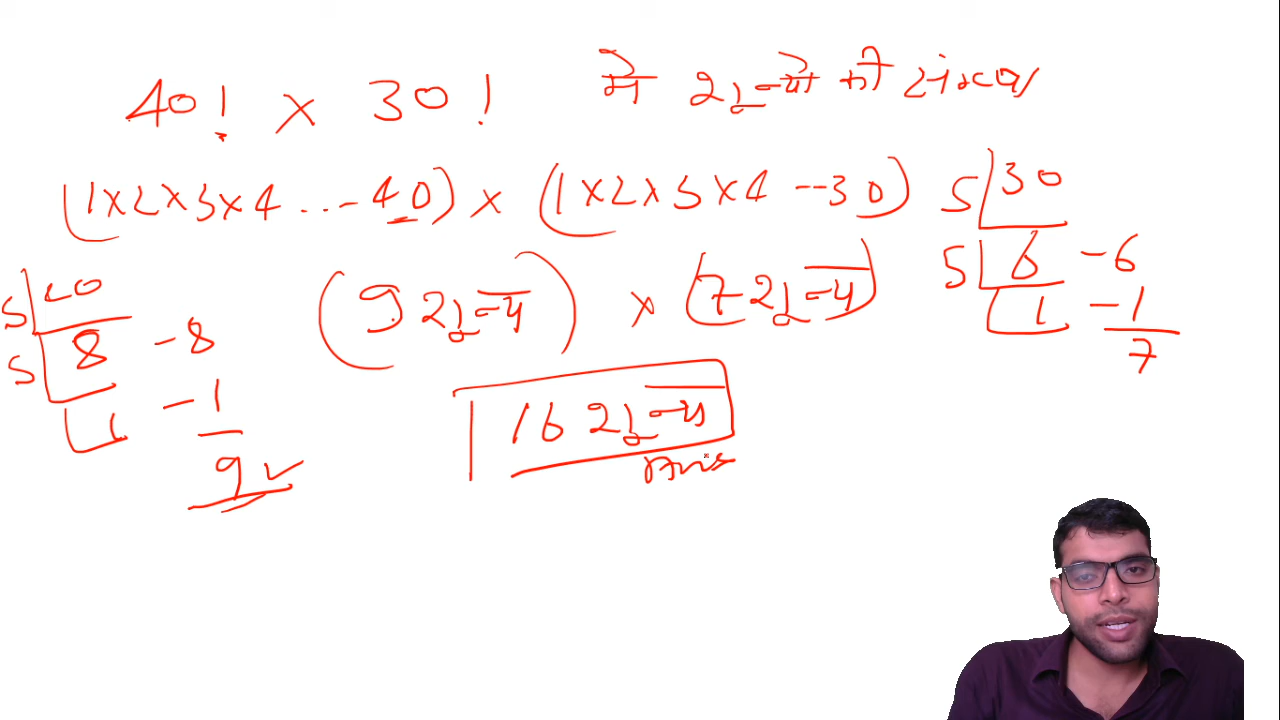 40! × 30! में शून्यो की संख्या
(1×2×3×4 ...- 40) × (1×2×3×4 --30)
5 40
5 8 -8
1 -1
9 ✓
(9 शून्य) × (7 शून्य)
16 शून्य
Ans
5 30
5 6 -6
1 -1
7